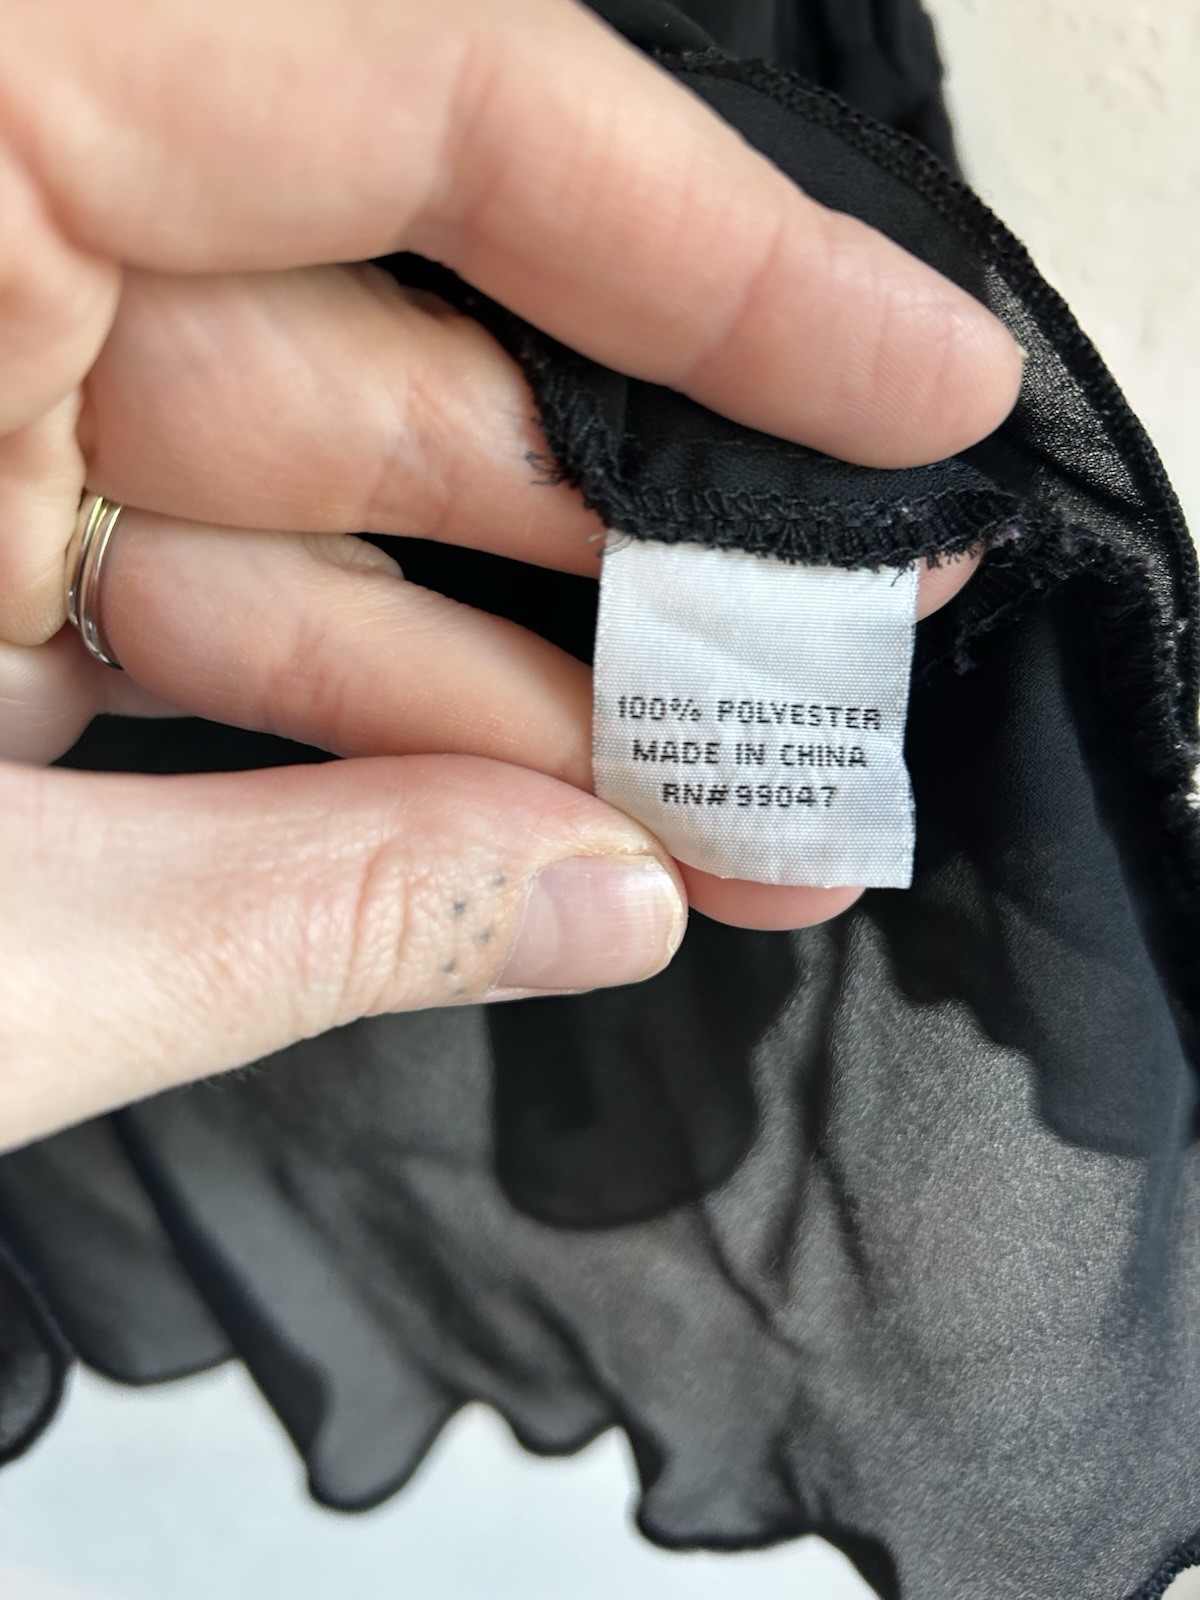 100% POLYESTER
MADE IN CHINA
RN#99047